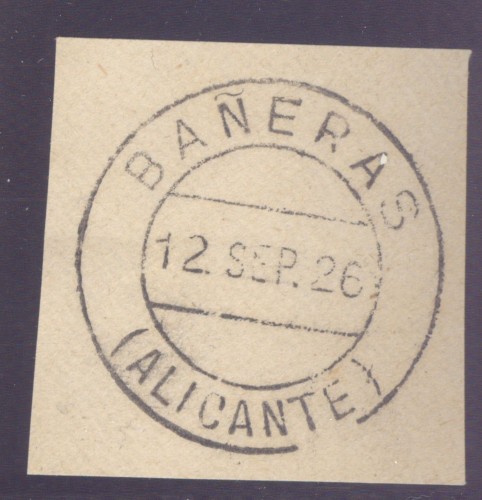 BAÑERAS
12 SEP. 26
(ALICANTE)